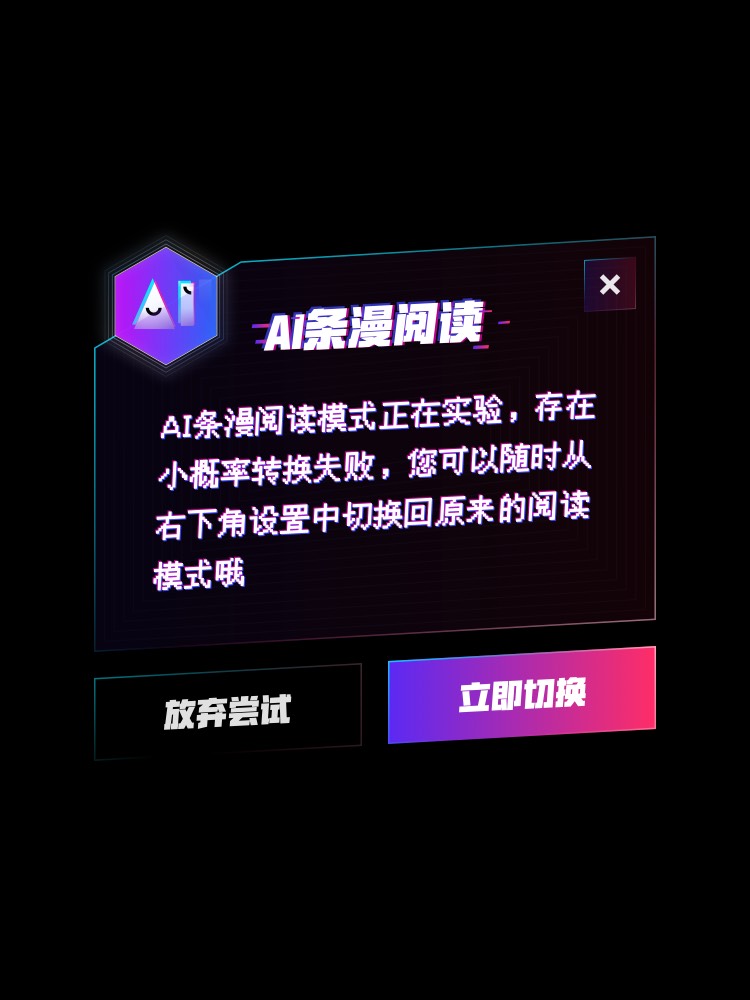 AI
AI条漫阅读
AI条漫阅读模式正在实验，存在
小概率转换失败，您可以随时从
右下角设置中切换回原来的阅读
模式哦
放弃尝试
立即切换